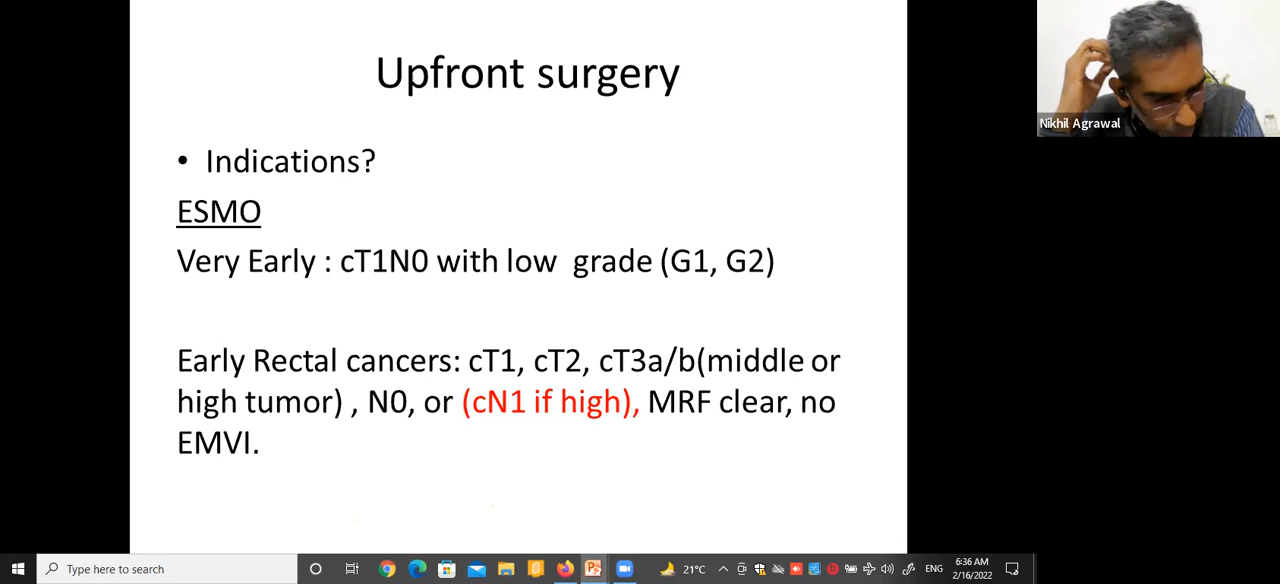 Upfront surgery
• Indications?
ESMO
Very Early : cT1N0 with low grade (G1, G2)
Early Rectal cancers: cT1, cT2, cT3a/b(middle or
high tumor) , N0, or (cN1 if high), MRF clear, no
EMVI.
Nikhil Agrawal
Type here to search
21°C
ENG
6:36 AM
2/16/2022